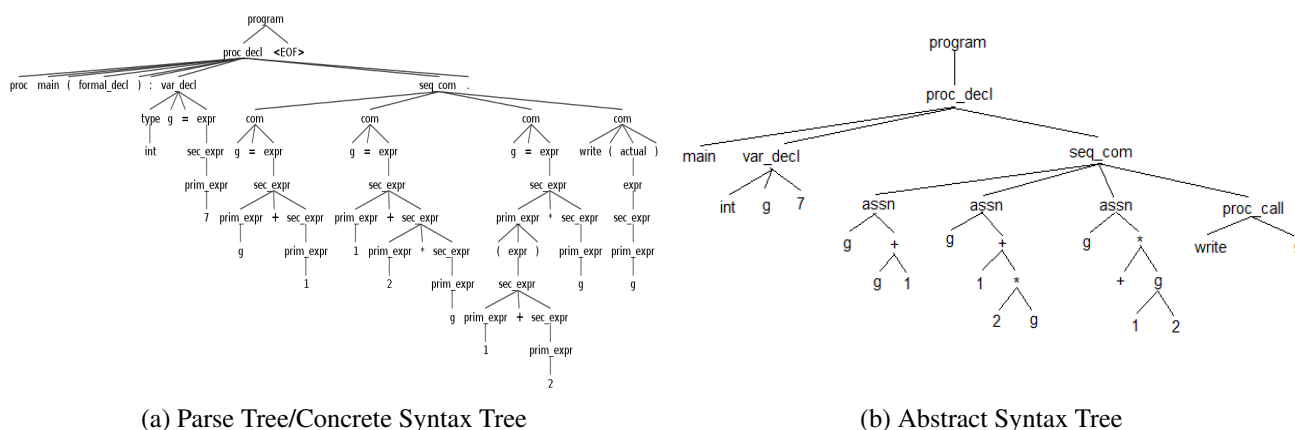 program
proc_decl <EOF>
proc main ( formal_decl ) : var_decl seq_com .
type g = expr com com com com
int sec_expr g = expr g = expr g = expr write ( actual )
prim_expr sec_expr sec_expr sec_expr expr
7 prim_expr + sec_expr prim_expr + sec_expr prim_expr * sec_expr sec_expr
g prim_expr 1 prim_expr * sec_expr ( expr ) prim_expr prim_expr
1 2 prim_expr sec_expr g g
g prim_expr + sec_expr
1 prim_expr
2
(a) Parse Tree/Concrete Syntax Tree
program
proc_decl
main var_decl seq_com
int g 7 assn assn assn proc_call
g + g + g * write
g 1 1 * + g
2 g 1 2
(b) Abstract Syntax Tree